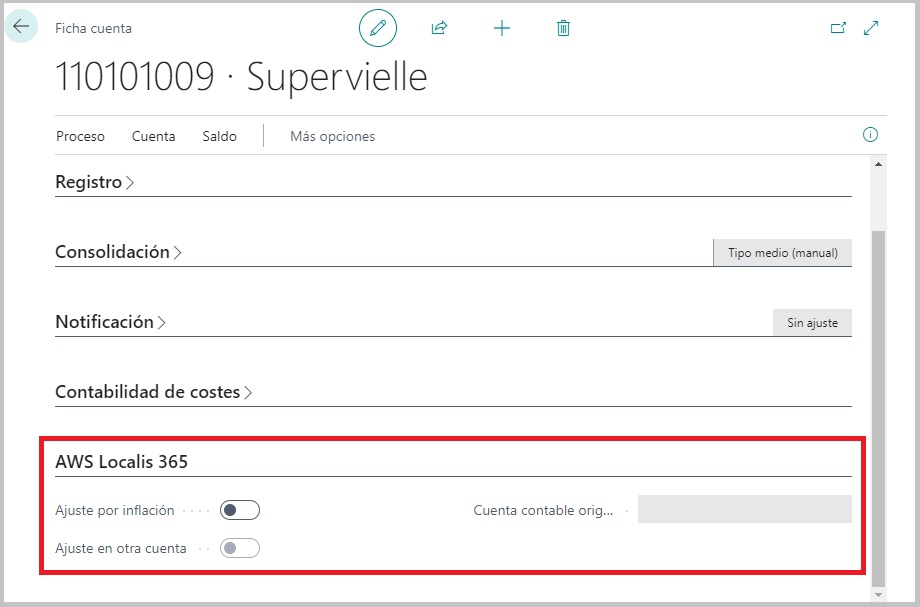 Ficha cuenta
110101009 · Supervielle
Proceso Cuenta Saldo Más opciones
Registro
Consolidación Tipo medio (manual)
Notificación Sin ajuste
Contabilidad de costes
AWS Localis 365
Ajuste por inflación Cuenta contable orig...
Ajuste en otra cuenta